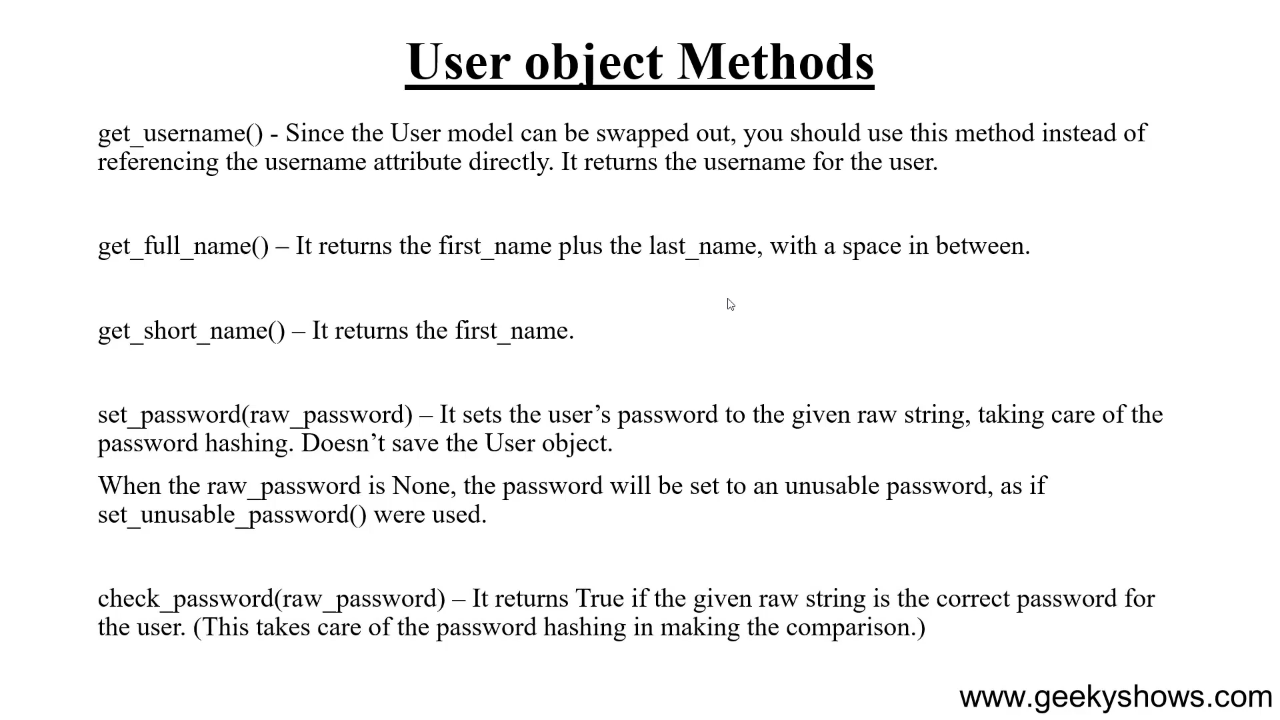 User object Methods
get_username() - Since the User model can be swapped out, you should use this method instead of
referencing the username attribute directly. It returns the username for the user.
get_full_name() – It returns the first_name plus the last_name, with a space in between.
get_short_name() – It returns the first_name.
set_password(raw_password) – It sets the user’s password to the given raw string, taking care of the
password hashing. Doesn’t save the User object.
When the raw_password is None, the password will be set to an unusable password, as if
set_unusable_password() were used.
check_password(raw_password) – It returns True if the given raw string is the correct password for
the user. (This takes care of the password hashing in making the comparison.)
www.geekyshows.com